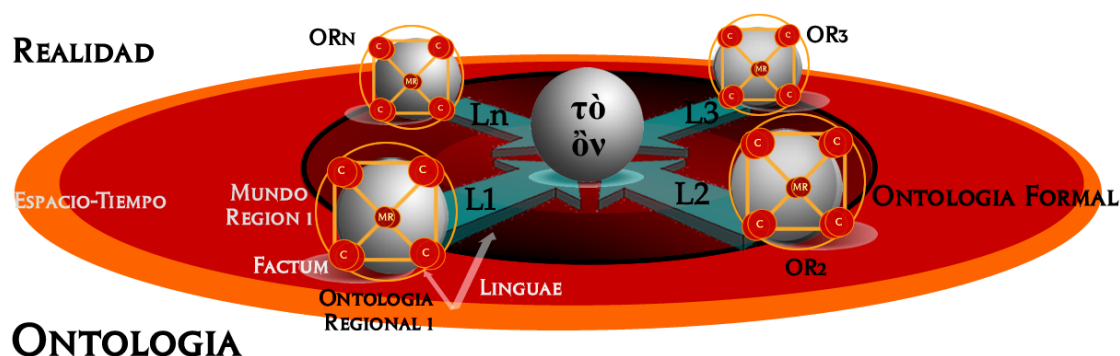 Realidad
ORn
OR3
τὸ
ὂν
Ln
L3
L1
L2
C
C
C
C
MR
C
C
C
C
MR
C
C
C
C
MR
C
C
C
C
MR
Espacio-Tiempo
Mundo
Region 1
Ontologia Formal
Factum
Linguae
OR2
Ontologia
Regional 1
Ontologia